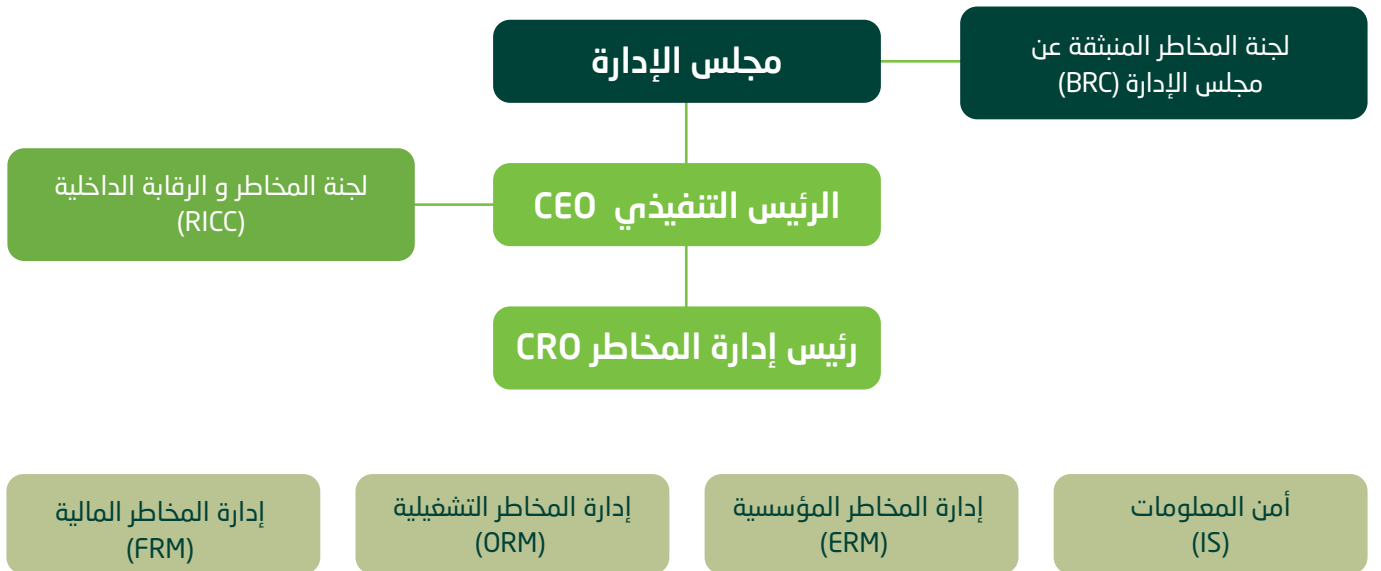 مجلس الإدارة
لجنة المخاطر المنبثقة عن
مجلس الإدارة (BRC)
الرئيس التنفيذي CEO
لجنة المخاطر و الرقابة الداخلية
(RICC)
رئيس إدارة المخاطر CRO
أمن المعلومات
(IS)
إدارة المخاطر المؤسسية
(ERM)
إدارة المخاطر التشغيلية
(ORM)
إدارة المخاطر المالية
(FRM)